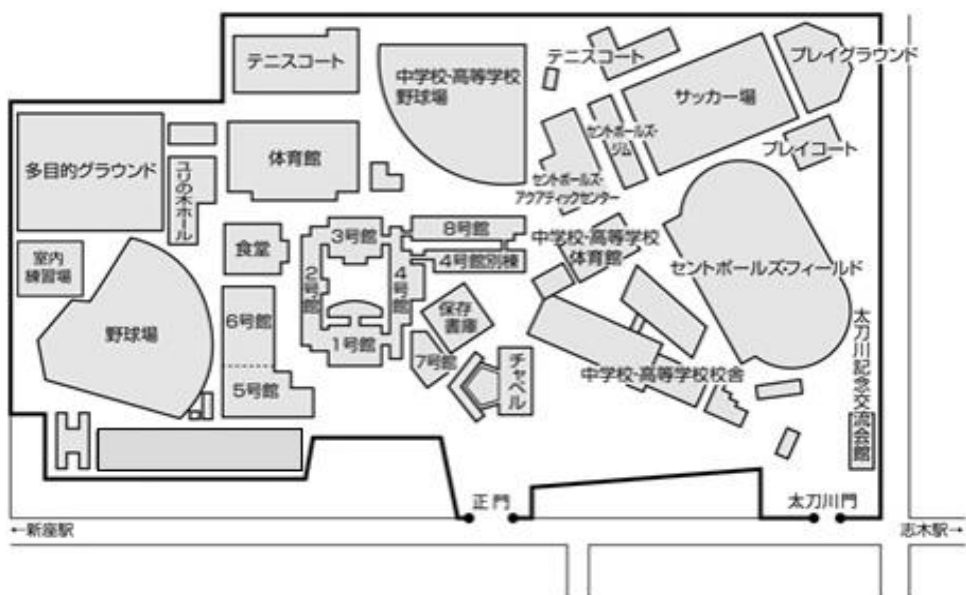 テニスコート
中学校・高等学校
野球場
テニスコート
プレイグラウンド
サッカー場
セントポールズ・
ジム
プレイコート
多目的グラウンド
ユリの木ホール
体育館
セントポールズ・
アクアティックセンター
室内
練習場
食堂
3号館
2号館
4号館
1号館
8号館
4号館別棟
中学校・高等学校
体育館
セントポールズ・フィールド
野球場
6号館
5号館
保存
書庫
7号館
チャペル
中学校・高等学校校舎
太刀川記念交流会館
正門
太刀川門
←新座駅
志木駅→